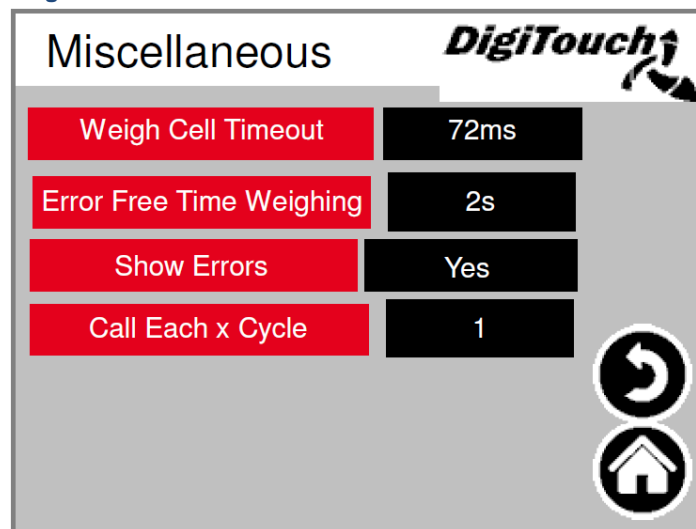 Miscellaneous
DigiTouch
Weigh Cell Timeout
72ms
Error Free Time Weighing
2s
Show Errors
Yes
Call Each x Cycle
1